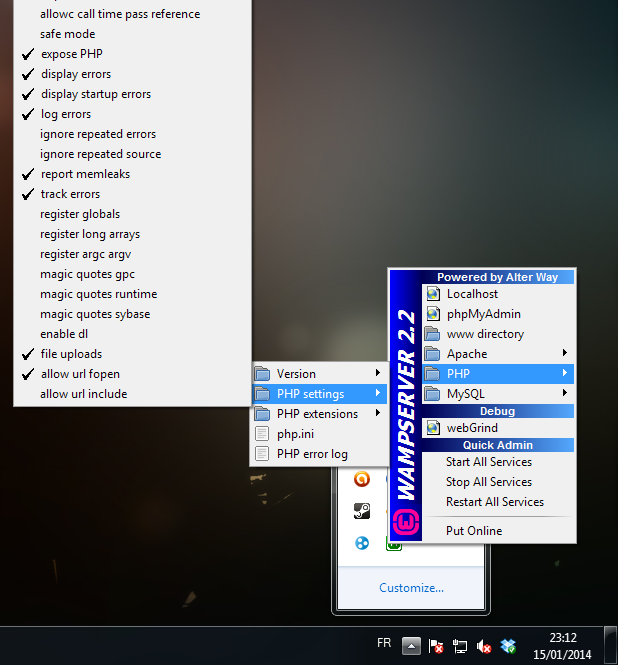 allowc call time pass reference
safe mode
expose PHP
display errors
display startup errors
log errors
ignore repeated errors
ignore repeated source
report memleaks
track errors
register globals
register long arrays
register argc argv
magic quotes gpc
magic quotes runtime
magic quotes sybase
enable dl
file uploads
allow url fopen
allow url include
Version
PHP settings
PHP extensions
php.ini
PHP error log
WAMPSERVER 2.2
Powered by Alter Way
Localhost
phpMyAdmin
www directory
Apache
PHP
MySQL
Debug
webGrind
Quick Admin
Start All Services
Stop All Services
Restart All Services
Put Online
Customize...
FR
23:12
15/01/2014